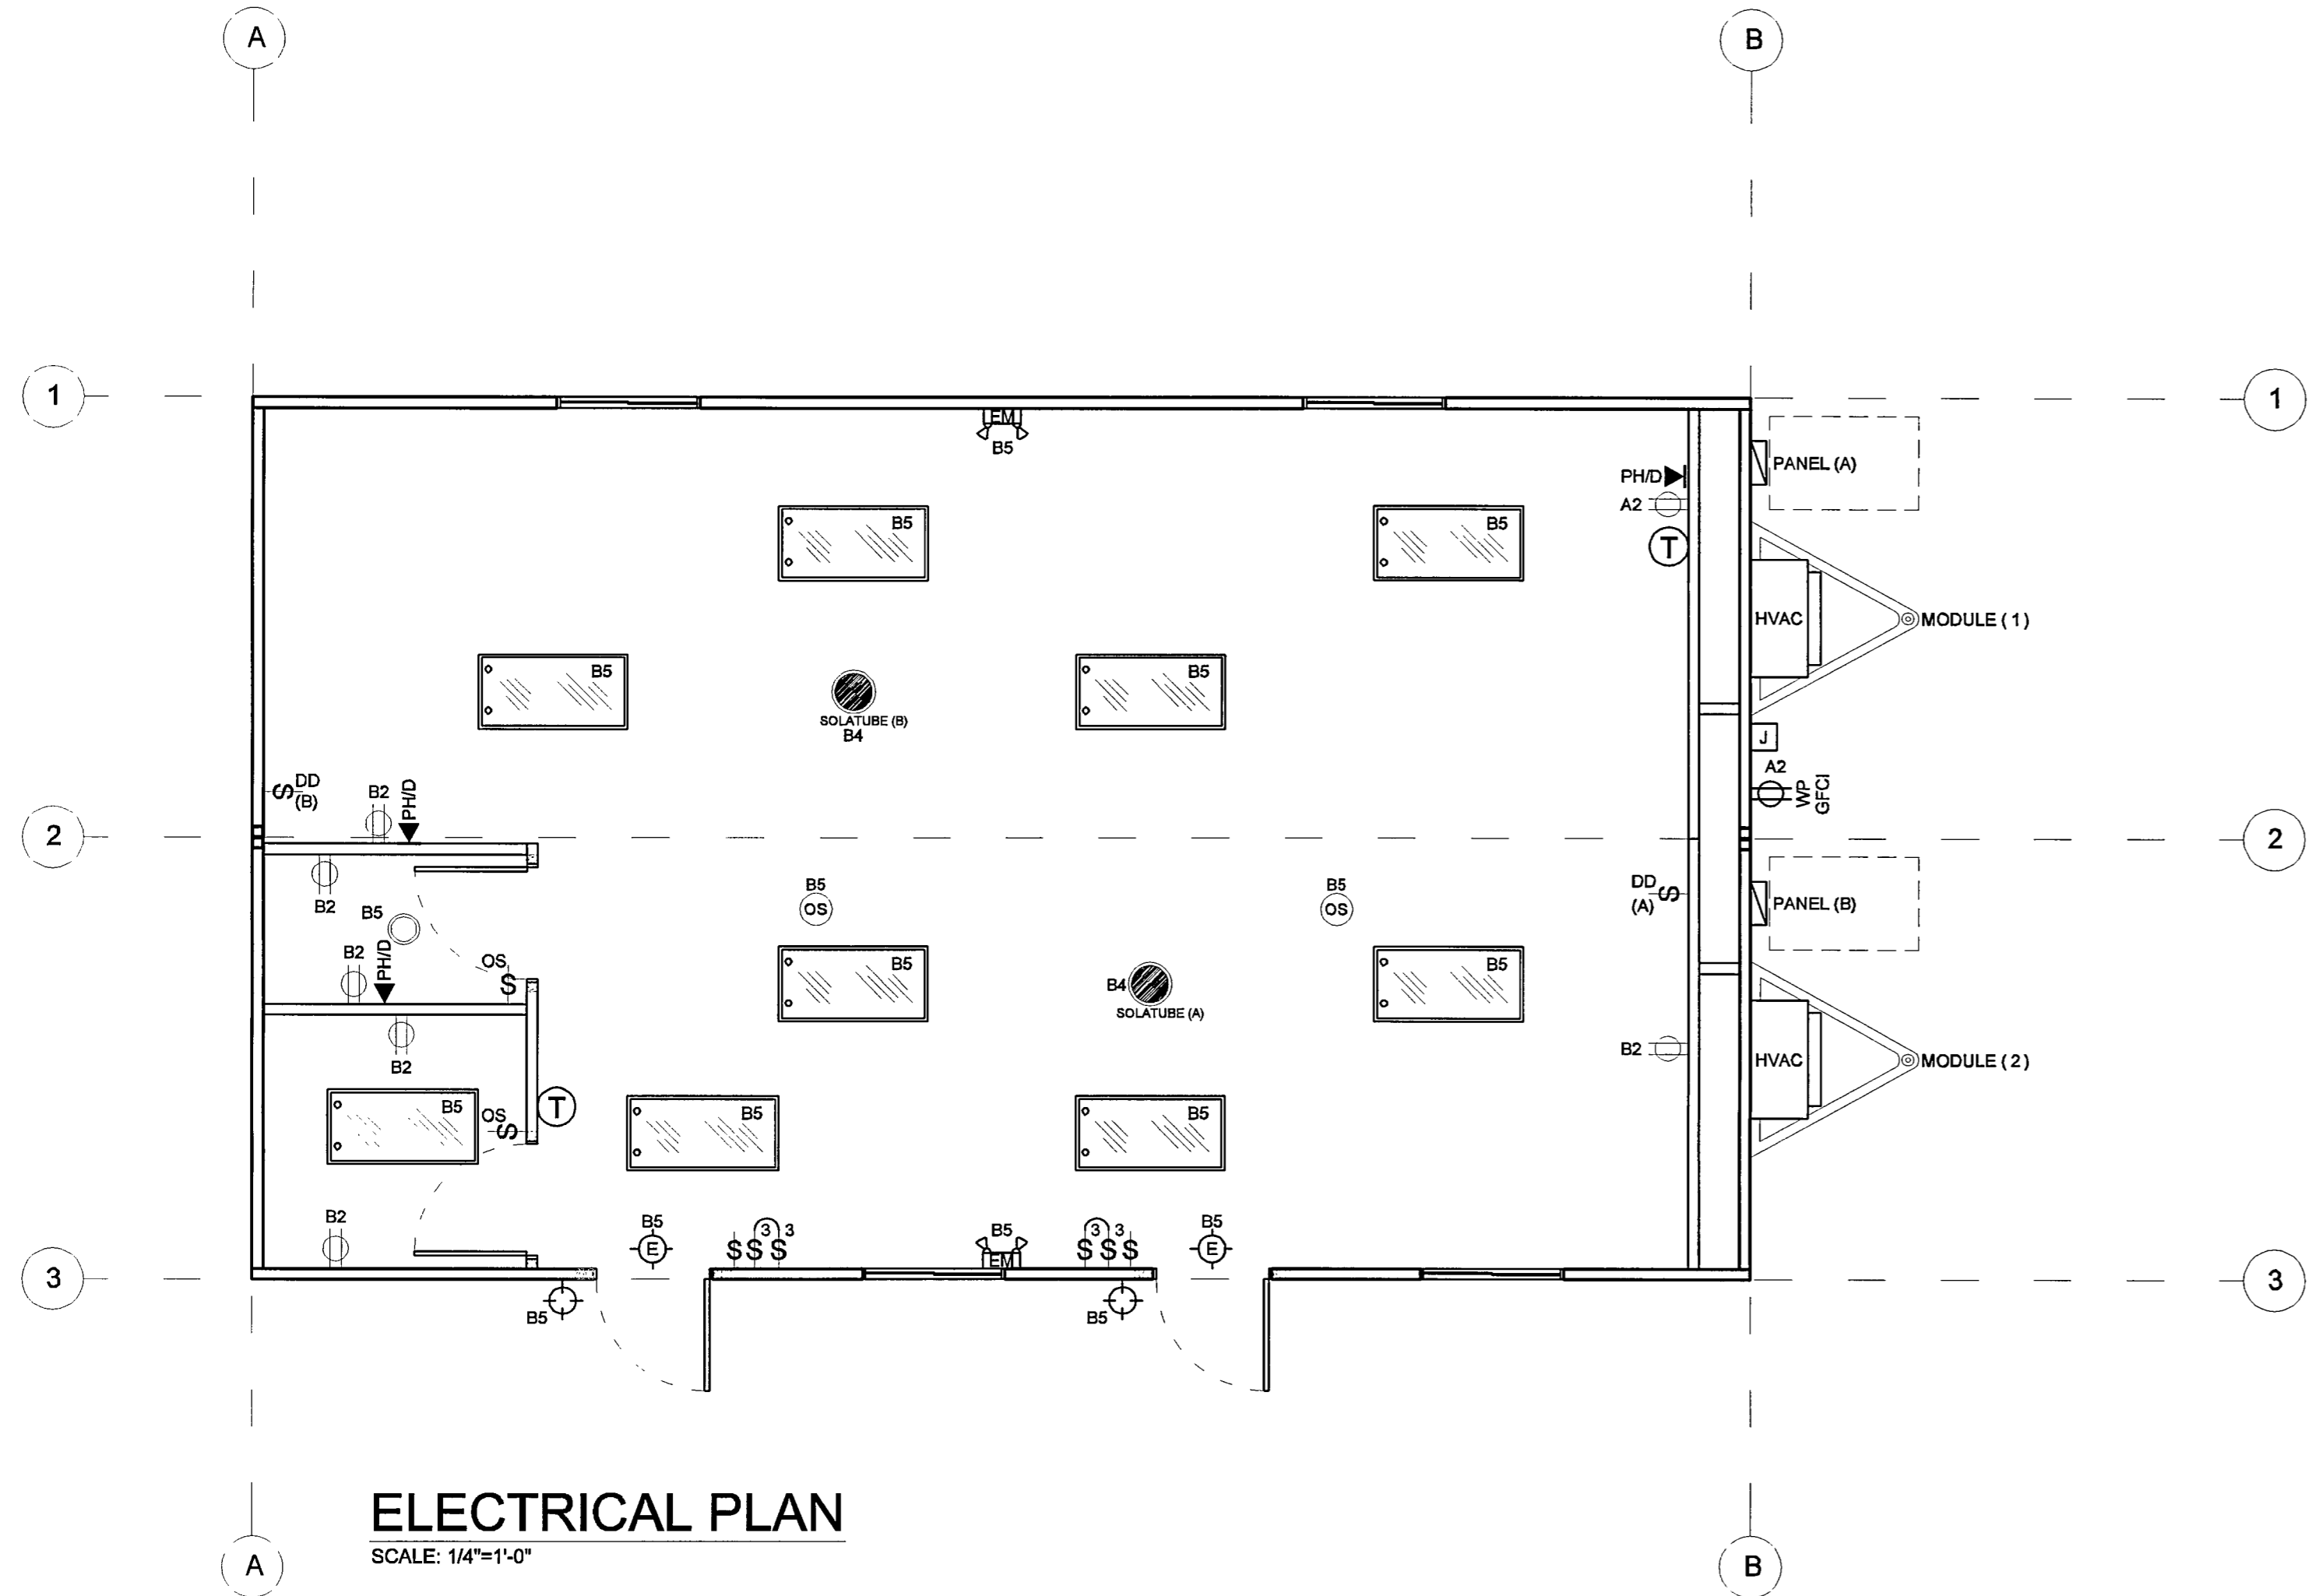 A
B
1
1
EM
B5
PANEL (A)
PH/D
A2
B5
B5
T
HVAC
MODULE ( 1 )
B5
B5
SOLATUBE (B)
B4
J
A2
WP
GFCI
S DD
(B)
B2
PH/D
2
2
B2
B5
B5
OS
B5
OS
DD
(A) S
PANEL (B)
B2
PH/D
OS
S
B5
B5
B4
SOLATUBE (A)
B2
B2
HVAC
MODULE ( 2 )
B5
OS
S
T
B5
B5
B2
B5
E
3 3
S S S
B5
EM
3 3
S S S
B5
E
3
3
B5
B5
ELECTRICAL PLAN
SCALE: 1/4"=1'-0"
A
B